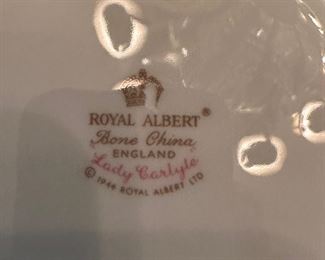 ROYAL ALBERT®
Bone China
ENGLAND
"Lady Carlyle"
© 1944 ROYAL ALBERT LTD